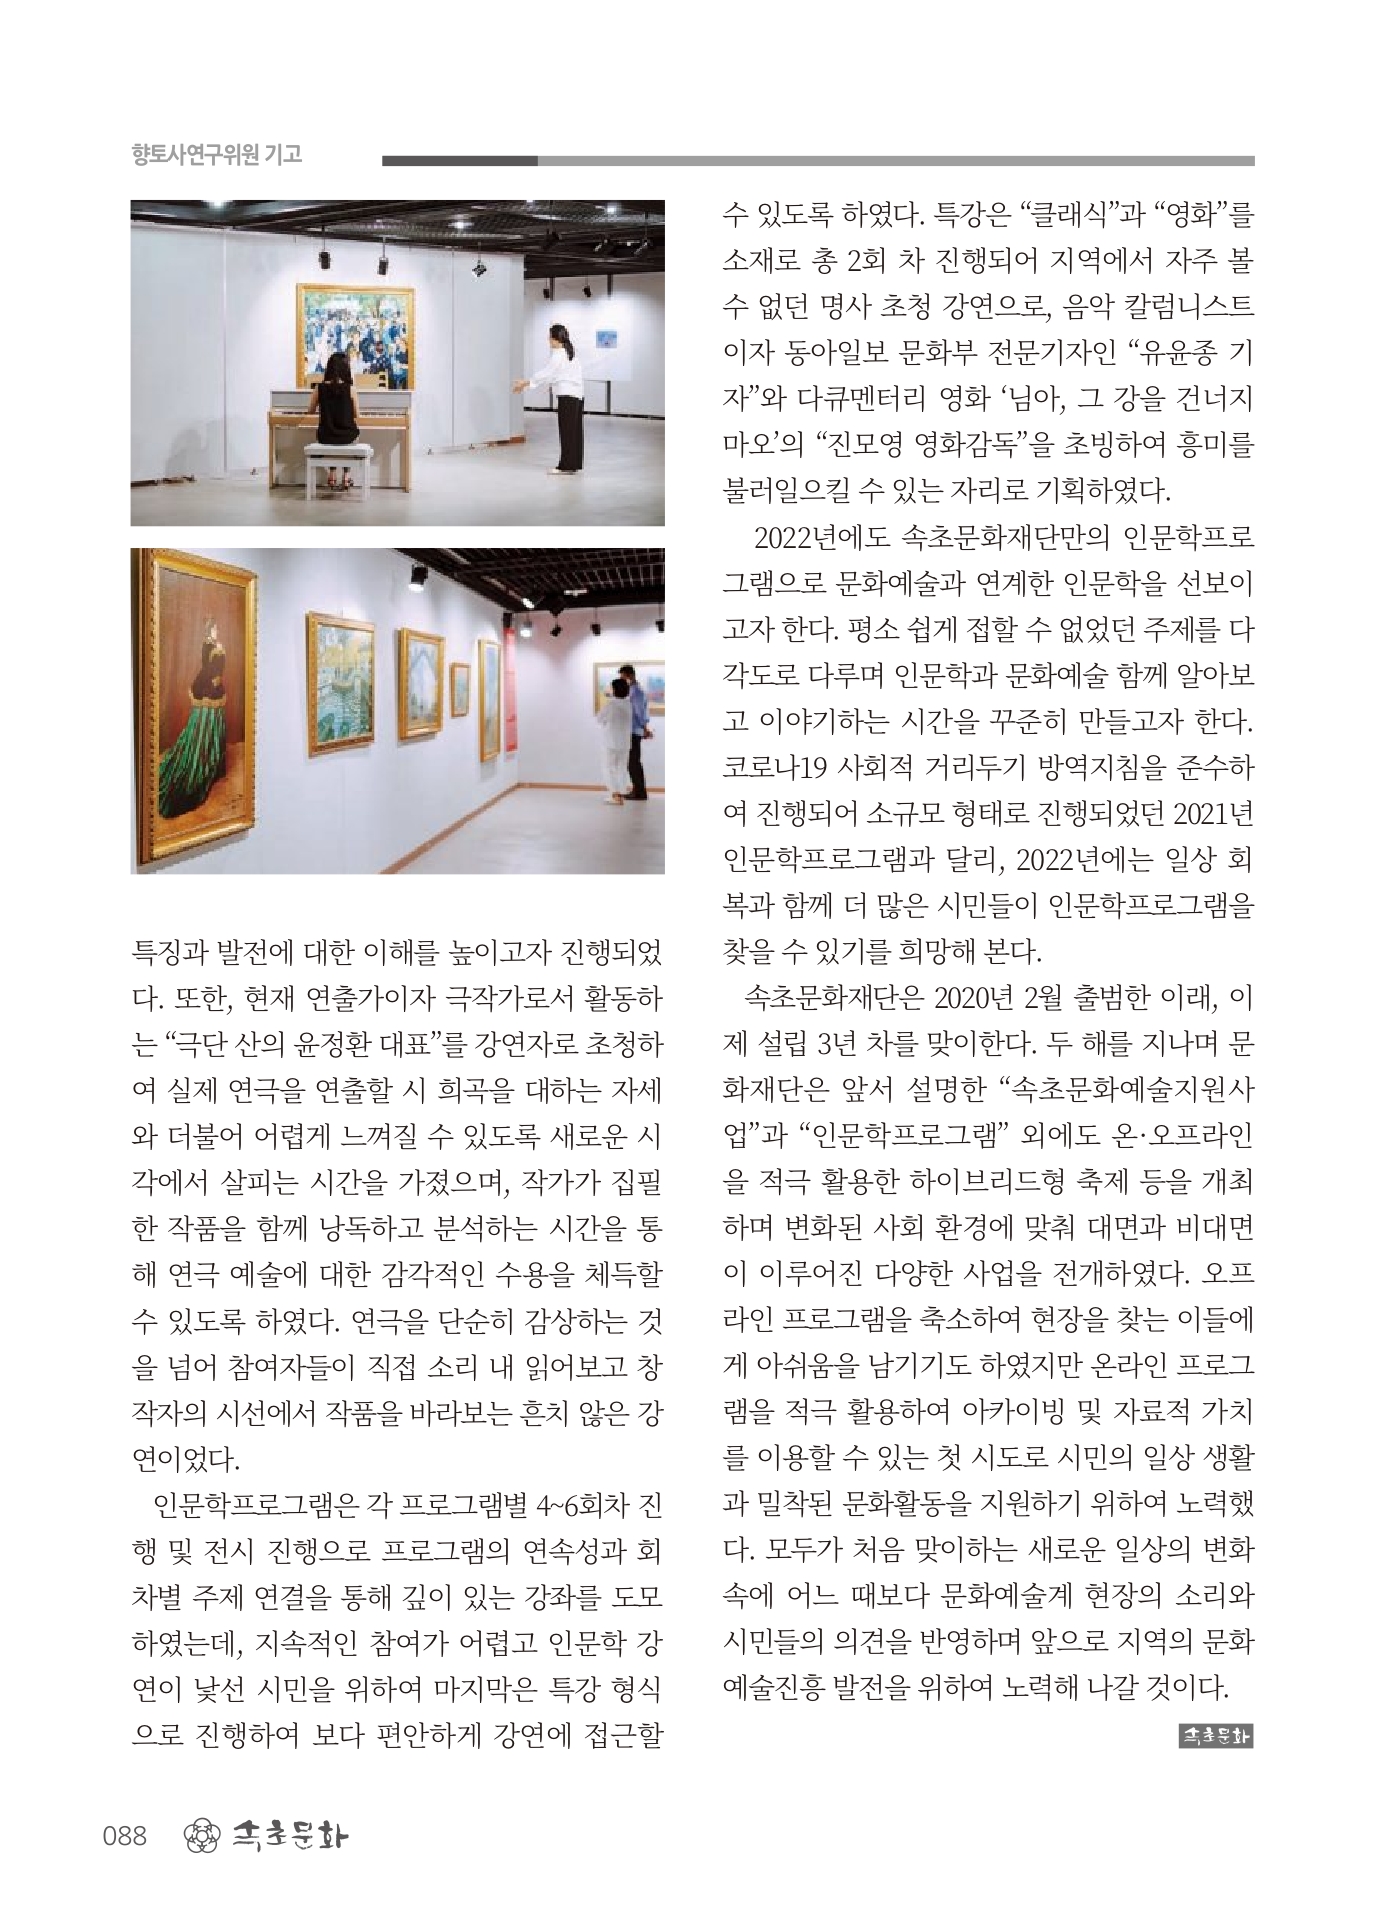 향토사연구위원 기고
특징과 발전에 대한 이해를 높이고자 진행되었
다. 또한, 현재 연출가이자 극작가로서 활동하
는 “극단 산의 윤정환 대표”를 강연자로 초청하
여 실제 연극을 연출할 시 희곡을 대하는 자세
와 더불어 어렵게 느껴질 수 있도록 새로운 시
각에서 살피는 시간을 가졌으며, 작가가 집필
한 작품을 함께 낭독하고 분석하는 시간을 통
해 연극 예술에 대한 감각적인 수용을 체득할
수 있도록 하였다. 연극을 단순히 감상하는 것
을 넘어 참여자들이 직접 소리 내 읽어보고 창
작자의 시선에서 작품을 바라보는 흔치 않은 강
연이었다.
인문학프로그램은 각 프로그램별 4~6회차 진
행 및 전시 진행으로 프로그램의 연속성과 회
차별 주제 연결을 통해 깊이 있는 강좌를 도모
하였는데, 지속적인 참여가 어렵고 인문학 강
연이 낯선 시민을 위하여 마지막은 특강 형식
으로 진행하여 보다 편안하게 강연에 접근할
수 있도록 하였다. 특강은 “클래식”과 “영화”를
소재로 총 2회 차 진행되어 지역에서 자주 볼
수 없던 명사 초청 강연으로, 음악 칼럼니스트
이자 동아일보 문화부 전문기자인 “유윤종 기
자”와 다큐멘터리 영화 ‘님아, 그 강을 건너지
마오’의 “진모영 영화감독”을 초빙하여 흥미를
불러일으킬 수 있는 자리로 기획하였다.
2022년에도 속초문화재단만의 인문학프로
그램으로 문화예술과 연계한 인문학을 선보이
고자 한다. 평소 쉽게 접할 수 없었던 주제를 다
각도로 다루며 인문학과 문화예술 함께 알아보
고 이야기하는 시간을 꾸준히 만들고자 한다.
코로나19 사회적 거리두기 방역지침을 준수하
여 진행되어 소규모 형태로 진행되었던 2021년
인문학프로그램과 달리, 2022년에는 일상 회
복과 함께 더 많은 시민들이 인문학프로그램을
찾을 수 있기를 희망해 본다.
속초문화재단은 2020년 2월 출범한 이래, 이
제 설립 3년 차를 맞이한다. 두 해를 지나며 문
화재단은 앞서 설명한 “속초문화예술지원사
업”과 “인문학프로그램” 외에도 온·오프라인
을 적극 활용한 하이브리드형 축제 등을 개최
하며 변화된 사회 환경에 맞춰 대면과 비대면
이 이루어진 다양한 사업을 전개하였다. 오프
라인 프로그램을 축소하여 현장을 찾는 이들에
게 아쉬움을 남기기도 하였지만 온라인 프로그
램을 적극 활용하여 아카이빙 및 자료적 가치
를 이용할 수 있는 첫 시도로 시민의 일상 생활
과 밀착된 문화활동을 지원하기 위하여 노력했
다. 모두가 처음 맞이하는 새로운 일상의 변화
속에 어느 때보다 문화예술계 현장의 소리와
시민들의 의견을 반영하며 앞으로 지역의 문화
예술진흥 발전을 위하여 노력해 나갈 것이다.
속초문화
088 속초문화